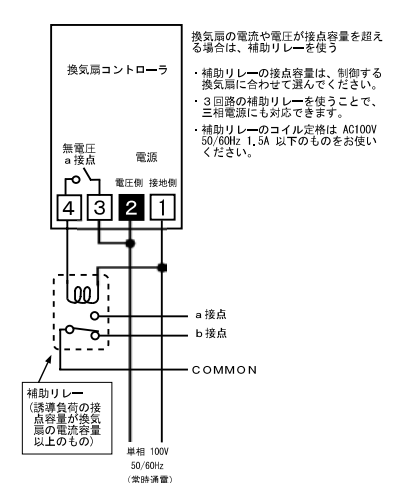 換気扇の電流や電圧が接点容量を超え
る場合は、補助リレーを使う
・補助リレーの接点容量は、制御する
換気扇に合わせて選んでください。
・３回路の補助リレーを使うことで、
三相電源にも対応できます。
・補助リレーのコイル定格は AC100V
50/60Hz 1.5A 以下のものをお使い
ください。
換気扇コントローラ
無電圧
a 接点
電源
電圧側 接地側
4 3 2 1
a 接点
b 接点
COMMON
補助リレー
(誘導負荷の接
点容量が換気
扇の電流容量
以上のもの)
単相 100V
50/60Hz
(常時通電)